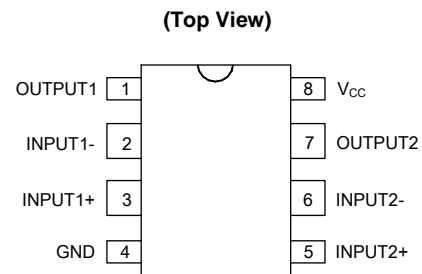 (Top View)
OUTPUT1 1 8 VCC
INPUT1- 2 7 OUTPUT2
INPUT1+ 3 6 INPUT2-
GND 4 5 INPUT2+